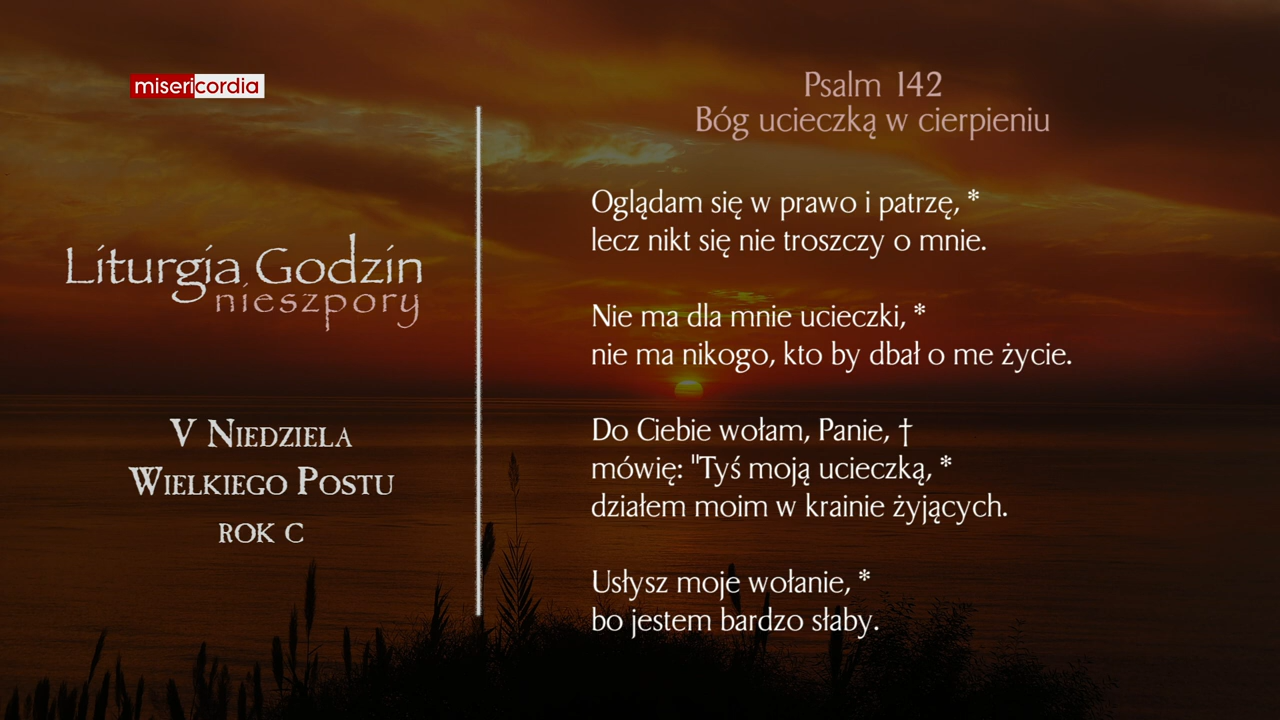 misericordia
Liturgia Godzin
nieszpory
V Niedziela
Wielkiego Postu
rok C
Psalm 142
Bóg ucieczką w cierpieniu
Oglądam się w prawo i patrzę, *
lecz nikt się nie troszczy o mnie.
Nie ma dla mnie ucieczki, *
nie ma nikogo, kto by dbał o me życie.
Do Ciebie wołam, Panie, †
mówię: "Tyś moją ucieczką, *
działem moim w krainie żyjących.
Usłysz moje wołanie, *
bo jestem bardzo słaby.